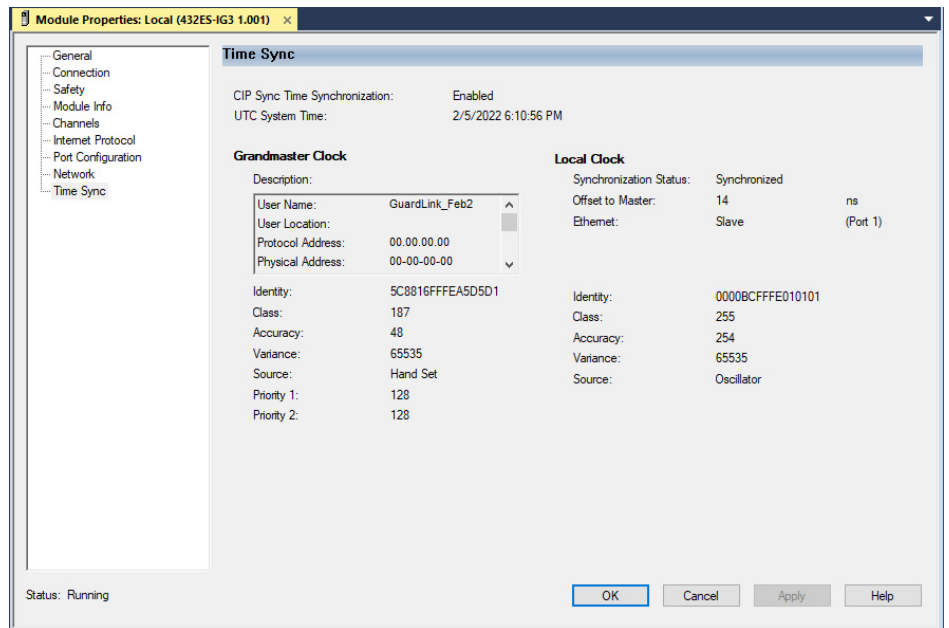 Module Properties: Local (432ES-IG3 1.001) ×
General
Connection
Safety
Module Info
Channels
Internet Protocol
Port Configuration
Network
Time Sync
Time Sync
CIP Sync Time Synchronization: Enabled
UTC System Time: 2/5/2022 6:10:56 PM
Grandmaster Clock
Description:
User Name: GuardLink_Feb2
User Location:
Protocol Address: 00.00.00.00
Physical Address: 00-00-00-00
Identity: 5C8816FFFEA5D5D1
Class: 187
Accuracy: 48
Variance: 65535
Source: Hand Set
Priority 1: 128
Priority 2: 128
Local Clock
Synchronization Status: Synchronized
Offset to Master: 14 ns
Ethernet: Slave (Port 1)
Identity: 0000BCFFFE010101
Class: 255
Accuracy: 254
Variance: 65535
Source: Oscillator
Status: Running
OK Cancel Apply Help